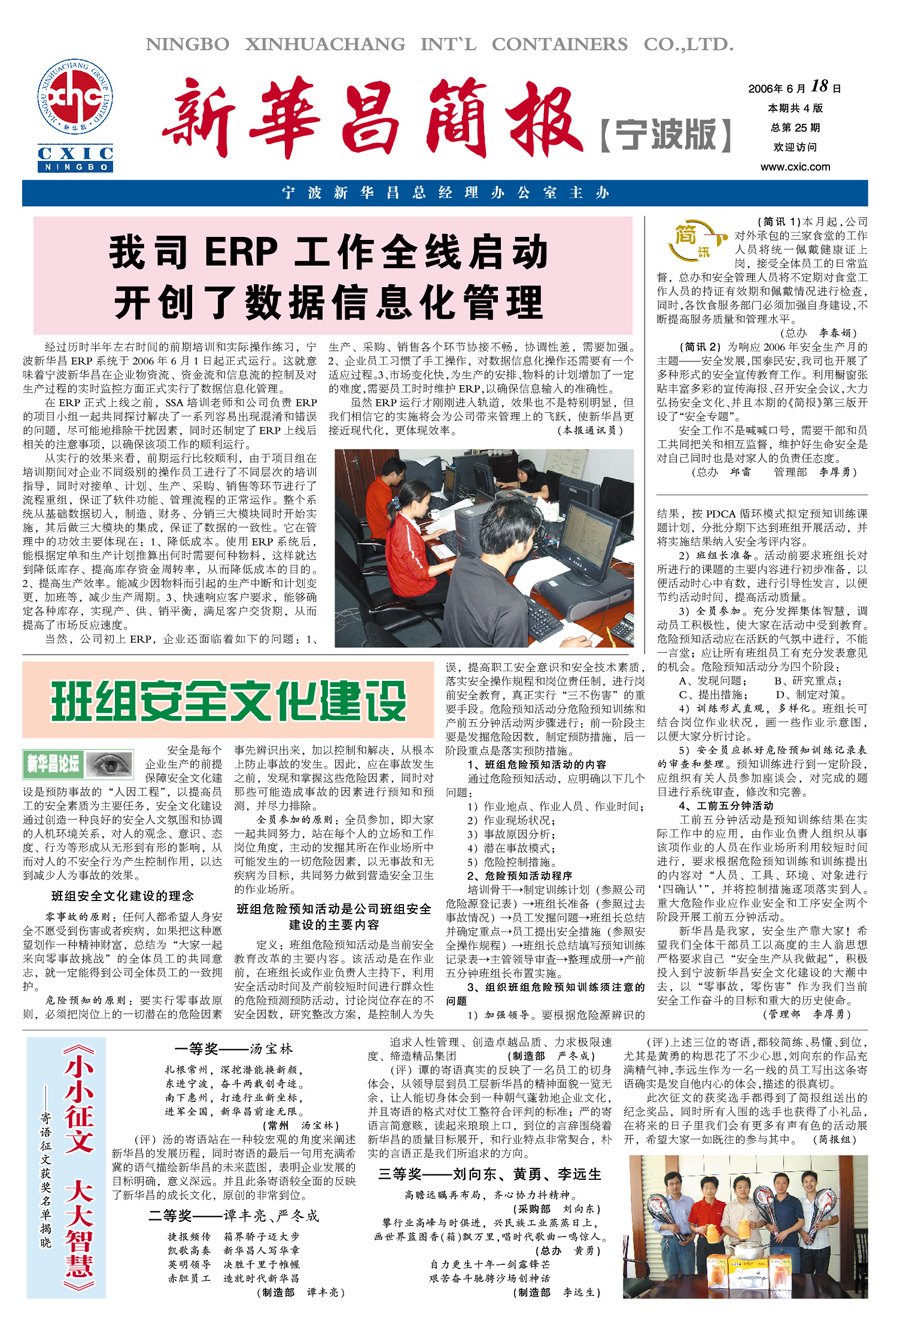 NINGBO XINHUACHANG INT`L CONTAINERS CO.,LTD.
JIANGSU XINHUACHANG GROUP LIMITED
xhc
·新华昌·
CXIC
NINGBO
新華昌簡报
【宁波版】
2006年6月18日
本期共4版
总第25期
欢迎访问
www.cxic.com
宁波新华昌总经理办公室主办
我司ERP工作全线启动
开创了数据信息化管理
经过历时半年左右时间的前期培训和实际操作练习，宁
波新华昌ERP系统于2006年6月1日起正式运行。这就意
味着宁波新华昌在企业物资流、资金流和信息流的控制及对
生产过程的实时监控方面正式实行了数据信息化管理。
在ERP正式上线之前，SSA培训老师和公司负责ERP
的项目小组一起共同探讨解决了一系列容易出现混淆和错误
的问题，尽可能地排除干扰因素，同时还制定了ERP上线后
相关的注意事项，以确保该项工作的顺利运行。
从实行的效果来看，前期运行比较顺利，由于项目组在
培训期间对企业不同级别的操作员工进行了不同层次的培训
指导，同时对接单、计划、生产、采购、销售等环节进行了
流程重组，保证了软件功能、管理流程的正常运作。整个系
统从基础数据切入，制造、财务、分销三大模块同时开始实
施，其后做三大模块的集成，保证了数据的一致性。它在管
理中的功效主要体现在：1、降低成本。使用ERP系统后，
能根据定单和生产计划推算出何时需要何种物料，这样就达
到降低库存、提高库存资金周转率，从而降低成本的目的。
2、提高生产效率。能减少因物料而引起的生产中断和计划变
更，加班等，减少生产周期。3、快速响应客户要求，能够确
定各种库存，实现产、供、销平衡，满足客户交货期，从而
提高了市场反应速度。
当然，公司初上ERP，企业还面临着如下的问题：1、
生产、采购、销售各个环节协接不畅，协调性差，需要加强。
2、企业员工习惯了手工操作，对数据信息化操作还需要有一个
适应过程。3、市场变化快，为生产的安排、物料的计划增加了一定
的难度，需要员工时时维护ERP，以确保信息输入的准确性。
虽然ERP运行才刚刚进入轨道，效果也不是特别明显，但
我们相信它的实施将会为公司带来管理上的飞跃，使新华昌更
接近现代化，更体现效率。 (本报通讯员)
简讯
(简讯1)本月起，公司
对外承包的三家食堂的工作
人员将统一佩戴健康证上
岗，接受全体员工的日常监
督，总办和安全管理人员将不定期对食堂工
作人员的持证有效期和佩戴情况进行检查，
同时，各饮食服务部门必须加强自身建设，不
断提高服务质量和管理水平。
(总办 李春娟)
(简讯2) 为响应2006年安全生产月的
主题——安全发展，国泰民安，我司也开展了
多种形式的安全宣传教育工作。利用橱窗张
贴丰富多彩的宣传海报、召开安全会议，大力
弘扬安全文化、并且本期的《简报》第三版开
设了“安全专题”。
安全工作不是喊喊口号，需要干部和员
工共同把关和相互监督，维护好生命安全是
对自己同时也是对家人的负责任态度。
(总办 邱雷 管理部 李厚勇)
班组安全文化建设
新华昌论坛
安全是每个
企业生产的前提
保障安全文化建
设是预防事故的“人因工程”，以提高员
工的安全素质为主要任务，安全文化建设
通过创造一种良好的安全人文氛围和协调
的人机环境关系，对人的观念、意识、态
度、行为等形成从无形到有形的影响，从
而对人的不安全行为产生控制作用，以达
到减少人为事故的效果。
班组安全文化建设的理念
零事故的原则：任何人都希望人身安
全不愿受到伤害或者疾病，如果把这种愿
望划作一种精神财富，总结为“大家一起
来向零事故挑战”的全体员工的共同意
志，就一定能得到公司全体员工的一致拥
护。
危险预知的原则：要实行零事故原
则，必须把岗位上的一切潜在的危险因素
事先辨识出来，加以控制和解决，从根本
上防止事故的发生。因此，应在事故发生
之前，发现和掌握这些危险因素，同时对
那些可能造成事故的因素进行预知和预
测，并尽力排除。
全员参加的原则：全员参加，即大家
一起共同努力，站在每个人的立场和工作
岗位角度，主动的发掘其所在作业场所中
可能发生的一切危险因素，以无事故和无
疾病为目标，共同努力做到营造安全卫生
的作业场所。
班组危险预知活动是公司班组安全
建设的主要内容
定义：班组危险预知活动是当前安全
教育改革的主要内容。该活动是在作业
前，在班组长或作业负责人主持下，利用
安全活动时间及产前较短时间进行群众性
的危险预测预防活动，讨论岗位存在的不
安全因数，研究整改方案，是控制人为失
误，提高职工安全意识和安全技术素质，
落实安全操作规程和岗位责任制，进行岗
前安全教育，真正实行“三不伤害”的重
要手段。危险预知活动分危险预知训练和
产前五分钟活动两步骤进行：前一阶段主
要是发掘危险因数，制定预防措施，后一
阶段重点是落实预防措施。
1、班组危险预知活动的内容
通过危险预知活动，应明确以下几个
问题；
1）作业地点、作业人员、作业时间；
2）作业现场状况；
3）事故原因分析；
4）潜在事故模式；
5）危险控制措施。
2、危险预知活动程序
培训骨干→制定训练计划（参照公司
危险源登记表）→班组长准备（参照过去
事故情况）→员工发掘问题→班组长总结
并确定重点→员工提出安全措施（参照安
全操作规程）→班组长总结填写预知训练
记录表→主管领导审查→整理成册→产前
五分钟班组长布置实施。
3、组织班组危险预知训练须注意的
问题
1）加强领导。要根据危险源辨识的
结果，按PDCA循环模式拟定预知训练课
题计划，分批分期下达到班组开展活动，并
将实施结果纳入安全考评内容。
2）班组长准备。活动前要求班组长对
所进行的课题的主要内容进行初步准备，以
便活动时心中有数，进行引导性发言，以便
节约活动时间，提高活动质量。
3）全员参加。充分发挥集体智慧，调
动员工积极性，使大家在活动中受到教育。
危险预知活动应在活跃的气氛中进行，不能
一言堂；应让所有班组员工有充分发表意见
的机会。危险预知活动分为四个阶段：
A、发现问题； B、研究重点；
C、提出措施； D、制定对策。
4）训练形式直观，多样化。班组长可
结合岗位作业状况，画一些作业示意图，
以便大家分析讨论。
5）安全员应抓好危险预知训练记录表
的审查和整理。预知训练进行到一定阶段，
应组织有关人员参加座谈会，对完成的题
目进行系统审查，修改和完善。
4、工前五分钟活动
工前五分钟活动是预知训练结果在实
际工作中的应用，由作业负责人组织从事
该项作业的人员在作业场所利用较短时间
进行，要求根据危险预知训练和训练提出
的内容对“人员、工具、环境、对象进行
‘四确认’”，并将控制措施逐项落实到人。
重大危险作业应作业安全和工序安全两个
阶段开展工前五分钟活动。
新华昌是我家，安全生产靠大家！希
望我们全体干部员工以高度的主人翁思想
严格要求自己“安全生产从我做起”，积极
投入到宁波新华昌安全文化建设的大潮中
去，以“零事故，零伤害”作为我们当前
安全工作奋斗的目标和重大的历史使命。
(管理部 李厚勇)
《小小征文 大大智慧》
——寄语征文获奖名单揭晓
一等奖——汤宝林
扎根常州，深挖潜能换新颜，
东进宁波，奋斗两载创奇迹。
南下惠州，打造行业新坐标，
进军全国，新华昌前途无限。
(常州 汤宝林)
(评) 汤的寄语站在一种较宏观的角度来阐述
新华昌的发展历程，同时寄语的最后一句用充满希
冀的语气描绘新华昌的未来蓝图，表明企业发展的
目标明确，意义深远。并且此条寄语较全面的反映
了新华昌的成长文化，原创的非常到位。
二等奖——谭丰亮、严冬成
捷报频传 箱界骄子迈大步
凯歌高奏 新华昌人写华章
英明领导 决胜千里于帷幄
赤胆员工 造就时代新华昌
(制造部 谭丰亮)
追求人性管理、创造卓越品质、力求极限速
度、缔造精品集团 (制造部 严冬成)
(评) 谭的寄语真实的反映了一名员工的切身
体会，从领导层到员工层新华昌的精神面貌一览无
余，让人能切身体会到一种朝气蓬勃地企业文化，
并且寄语的格式对仗工整符合评判的标准；严的寄
语言简意赅，读起来琅琅上口，到位的言辞围绕着
新华昌的质量目标展开，和行业特点非常契合，朴
实的言语正是我们所追求的方向。
三等奖——刘向东、黄勇、李远生
高瞻远瞩再布局，齐心协力抖精神。
(采购部 刘向东)
攀行业高峰与时俱进，兴民族工业蒸蒸日上，
画世界蓝图香(箱)飘万里，唱时代歌曲一鸣惊人。
(总办 黄勇)
自力更生十年一剑露锋芒
艰苦奋斗驰骋沙场创神话
(制造部 李远生)
(评)上述三位的寄语，都较简练、易懂、到位，
尤其是黄勇的构思花了不少心思，刘向东的作品充
满精气神，李远生作为一名一线的员工写出这条寄
语确实是发自他内心的体会，描述的很真切。
此次征文的获奖选手都得到了简报组送出的
纪念奖品，同时所有入围的选手也获得了小礼品，
在将来的日子里我们会有更多有声有色的活动展
开，希望大家一如既往的参与其中。 (简报组)